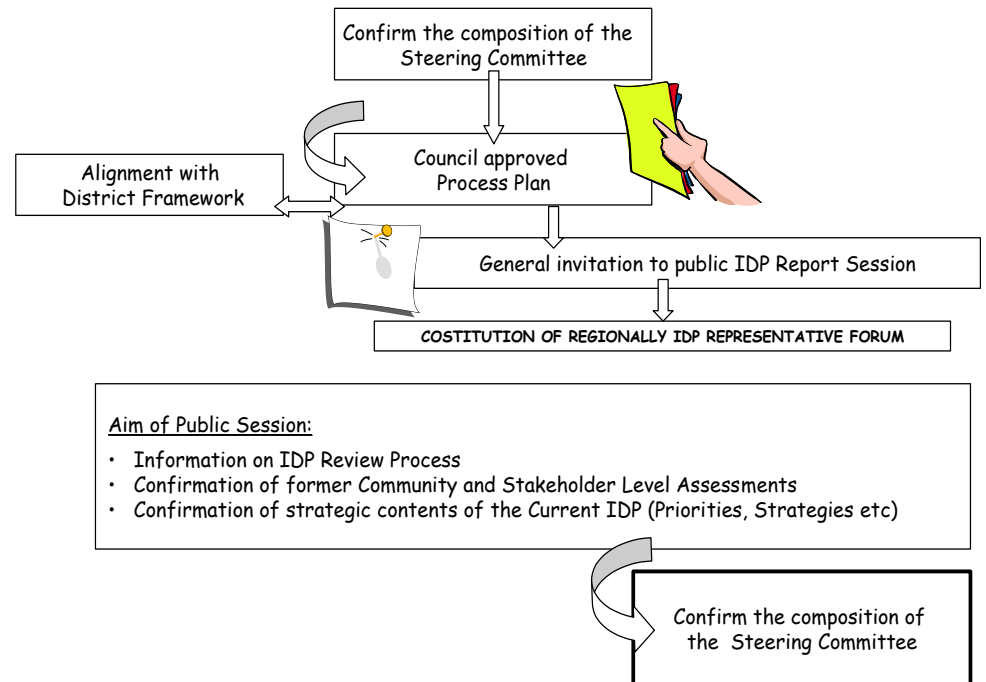 Confirm the composition of the
Steering Committee
Council approved
Process Plan
Alignment with
District Framework
General invitation to public IDP Report Session
COSTITUTION OF REGIONALLY IDP REPRESENTATIVE FORUM
Aim of Public Session:
• Information on IDP Review Process
• Confirmation of former Community and Stakeholder Level Assessments
• Confirmation of strategic contents of the Current IDP (Priorities, Strategies etc)
Confirm the composition of
the Steering Committee